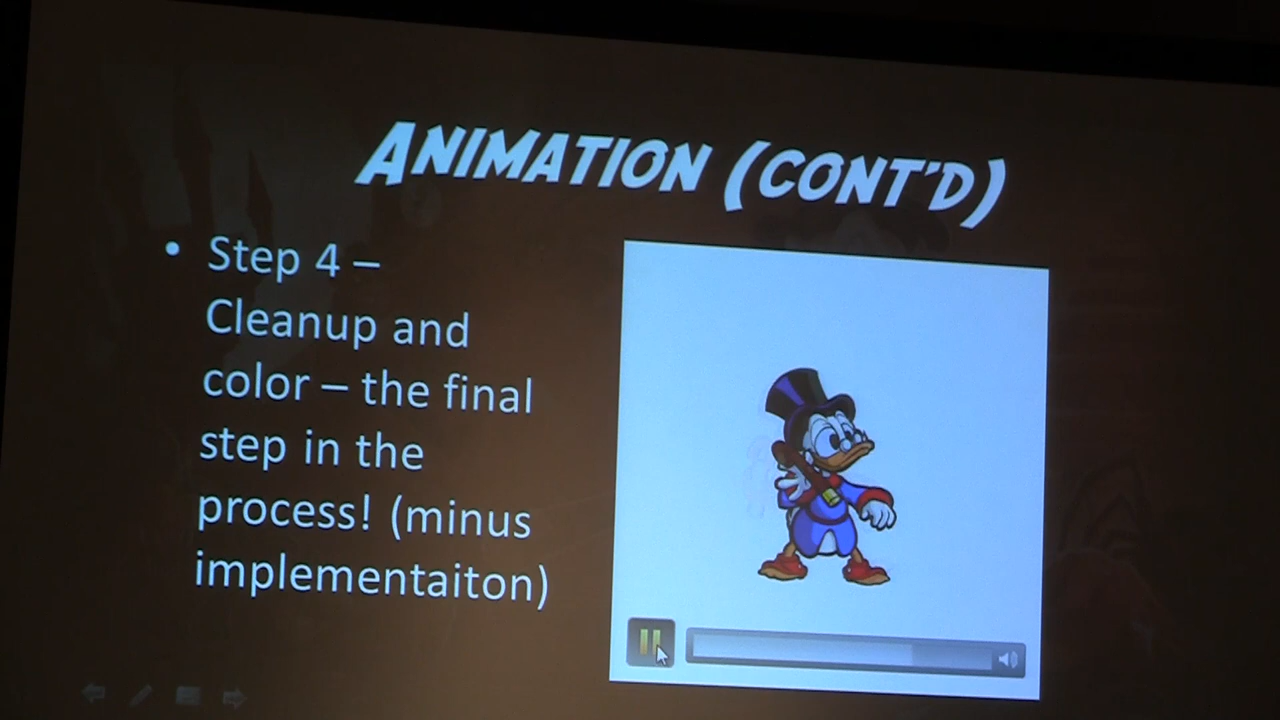 ANIMATION (CONT'D)
• Step 4 –
Cleanup and
color – the final
step in the
process! (minus
implementaiton)